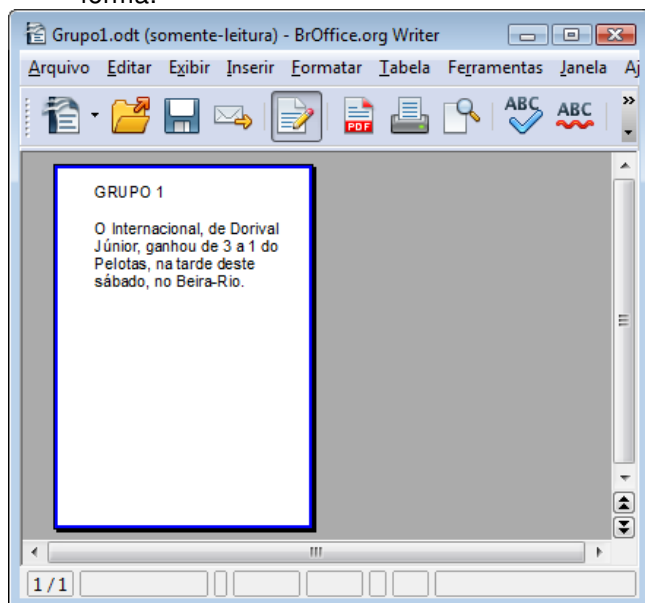 forma:
Grupo1.odt (somente-leitura) - BrOffice.org Writer
Arquivo Editar Exibir Inserir Formatar Tabela Ferramentas Janela Aj
PDF
ABC
ABC
GRUPO 1
O Internacional, de Dorival
Júnior, ganhou de 3 a 1 do
Pelotas, na tarde deste
sábado, no Beira-Rio.
1 / 1